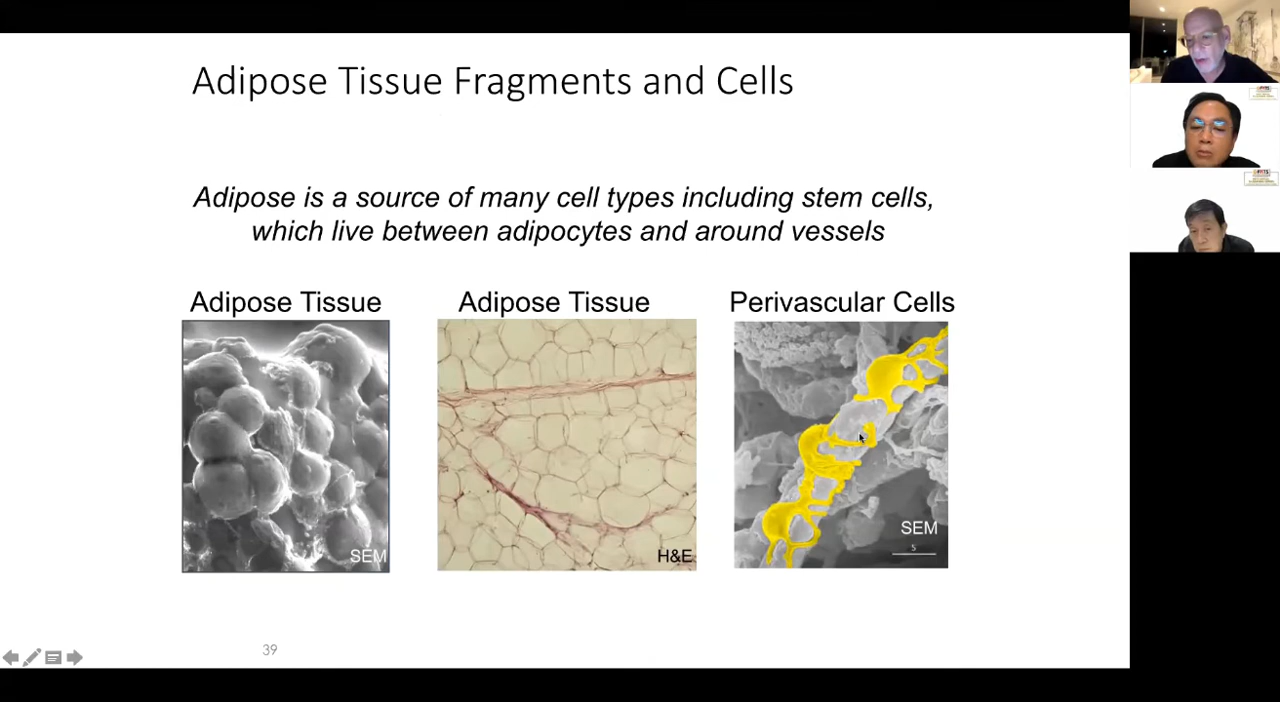 Adipose Tissue Fragments and Cells
Adipose is a source of many cell types including stem cells,
which live between adipocytes and around vessels
Adipose Tissue
Adipose Tissue
Perivascular Cells
SEM
H&E
SEM
5
39